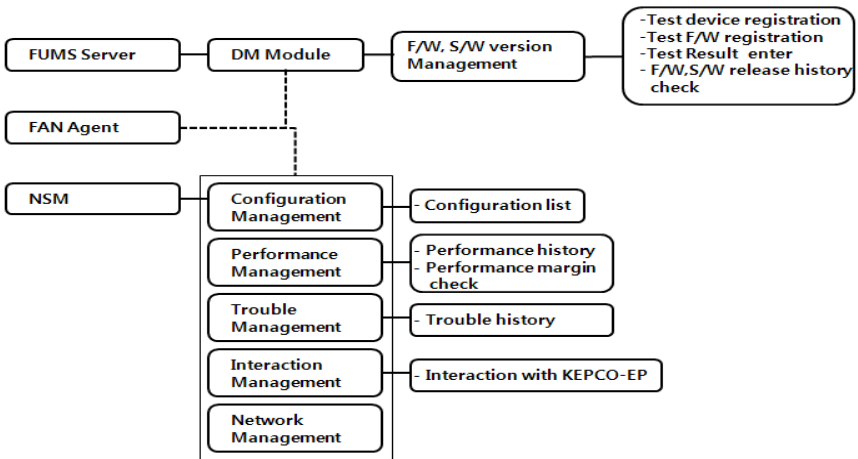 FUMS Server
DM Module
F/W, S/W version
Management
-Test device registration
-Test F/W registration
-Test Result enter
- F/W,S/W release history
check
FAN Agent
NSM
Configuration
Management
- Configuration list
Performance
Management
- Performance history
- Performance margin
check
Trouble
Management
- Trouble history
Interaction
Management
- Interaction with KEPCO-EP
Network
Management